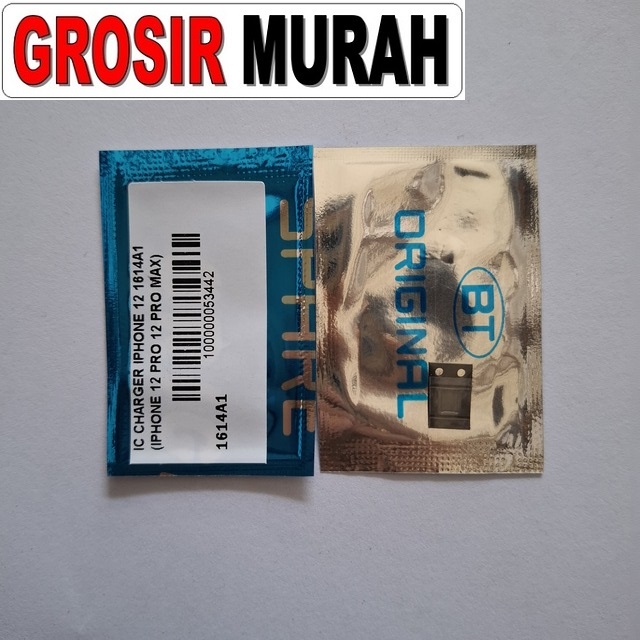 GROSIR MURAH
IC CHARGER IPHONE 12 1614A1
(IPHONE 12 PRO 12 PRO MAX)
100000053442
1614A1
ORIGINAL
BT